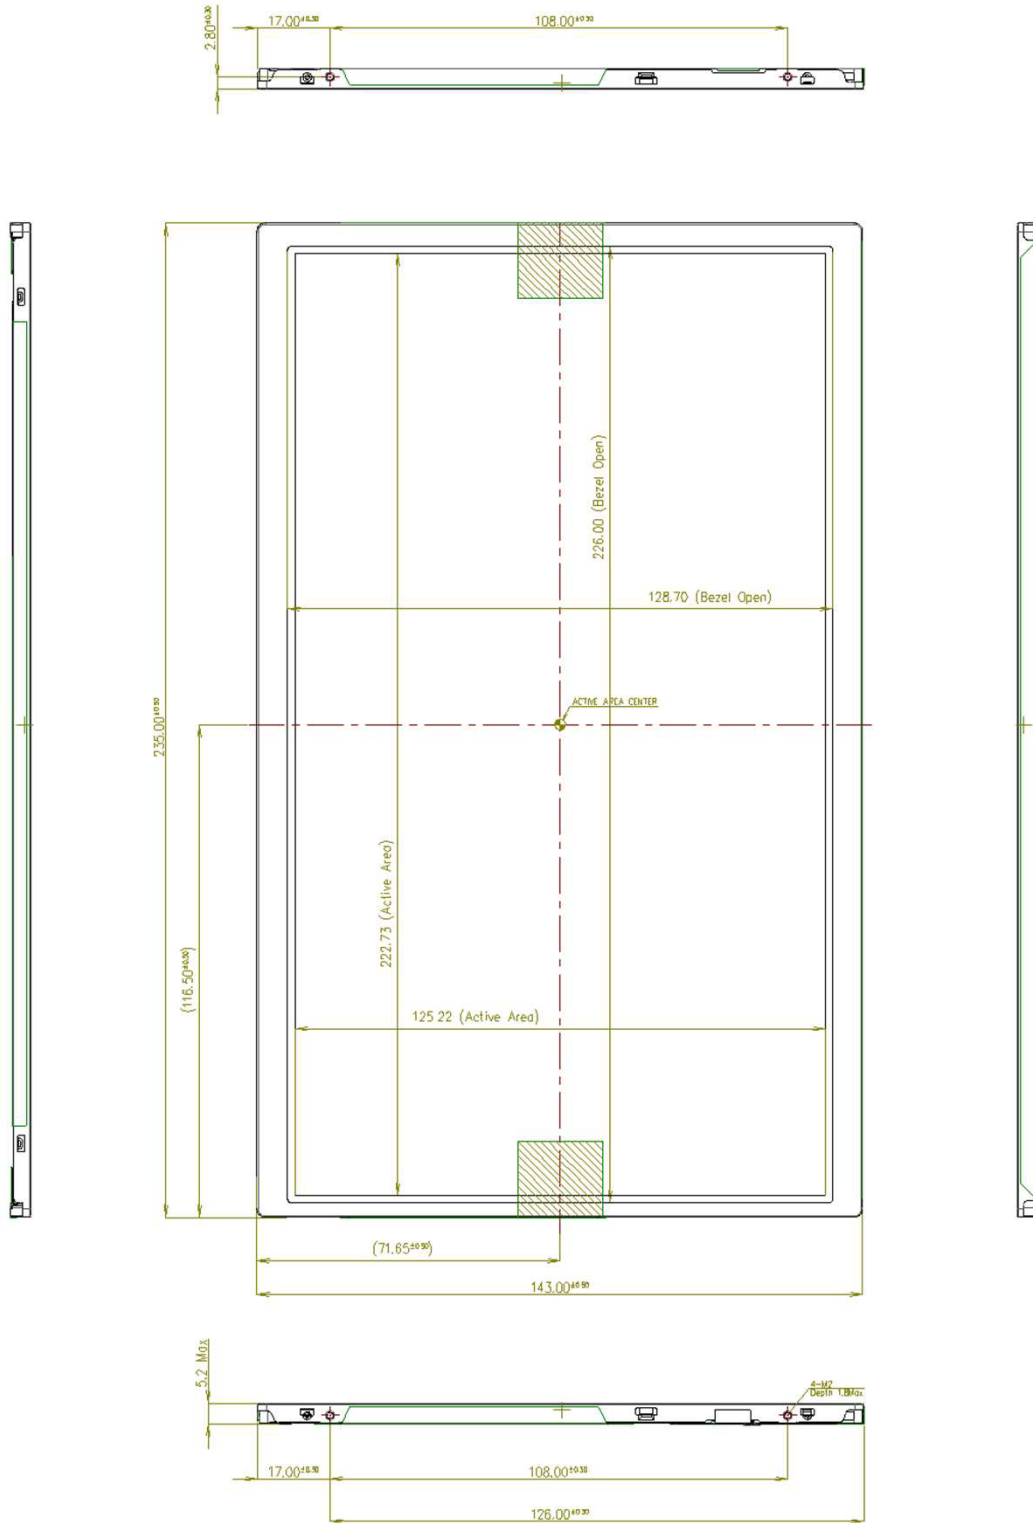 17.00±0.50
108.00±0.30
2.80±0.30
226.00 (Bezel Open)
128.70 (Bezel Open)
ACTIVE AREA CENTER
235.00±0.50
222.73 (Active Area)
(116.50±0.50)
125.22 (Active Area)
(71.65±0.50)
143.00±0.50
5.2 Max
4-M2
Depth 1.8Max
17.00±0.50
108.00±0.30
126.00±0.30